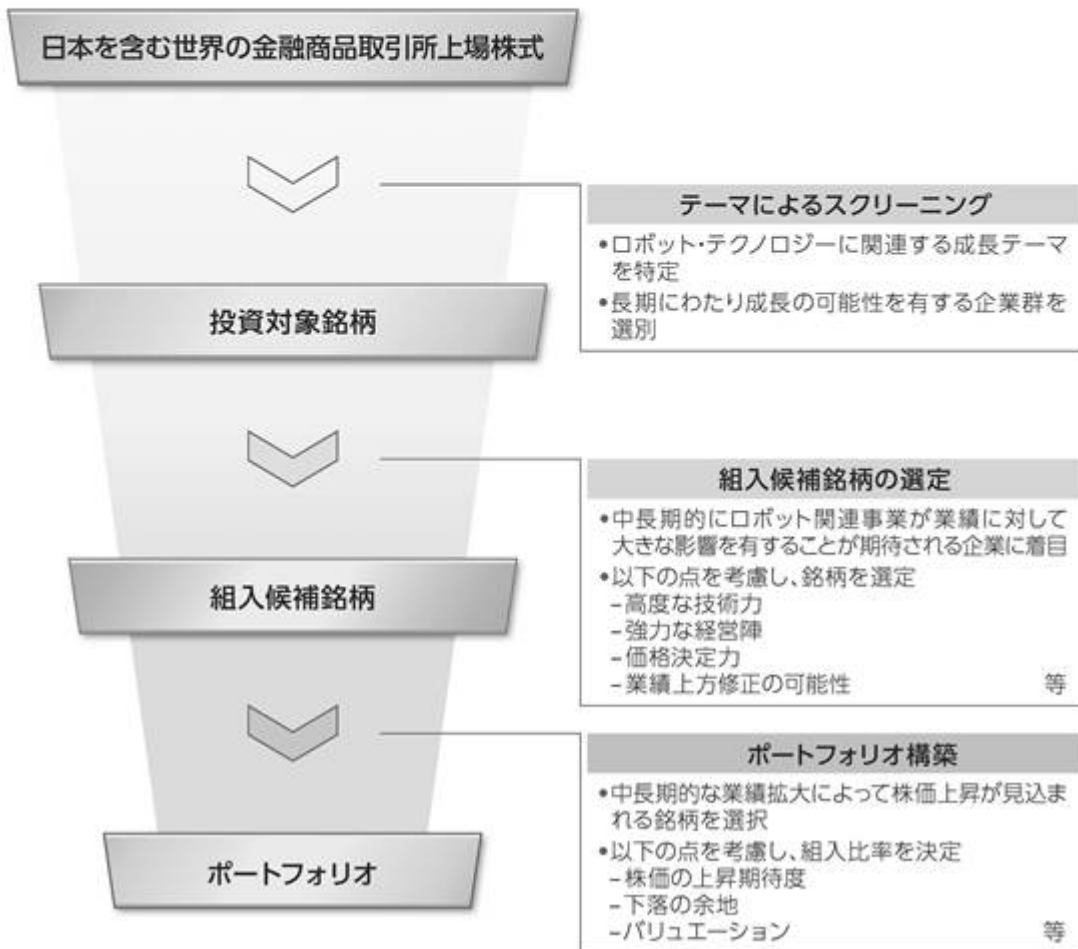 日本を含む世界の金融商品取引所上場株式
テーマによるスクリーニング
•ロボット・テクノロジーに関連する成長テーマ
を特定
•長期にわたり成長の可能性を有する企業群を
選別
投資対象銘柄
組入候補銘柄の選定
•中長期的にロボット関連事業が業績に対して
大きな影響を有することが期待される企業に着目
•以下の点を考慮し、銘柄を選定
–高度な技術力
–強力な経営陣
–価格決定力
–業績上方修正の可能性 等
組入候補銘柄
ポートフォリオ構築
•中長期的な業績拡大によって株価上昇が見込ま
れる銘柄を選択
•以下の点を考慮し、組入比率を決定
–株価の上昇期待度
–下落の余地
–バリュエーション 等
ポートフォリオ